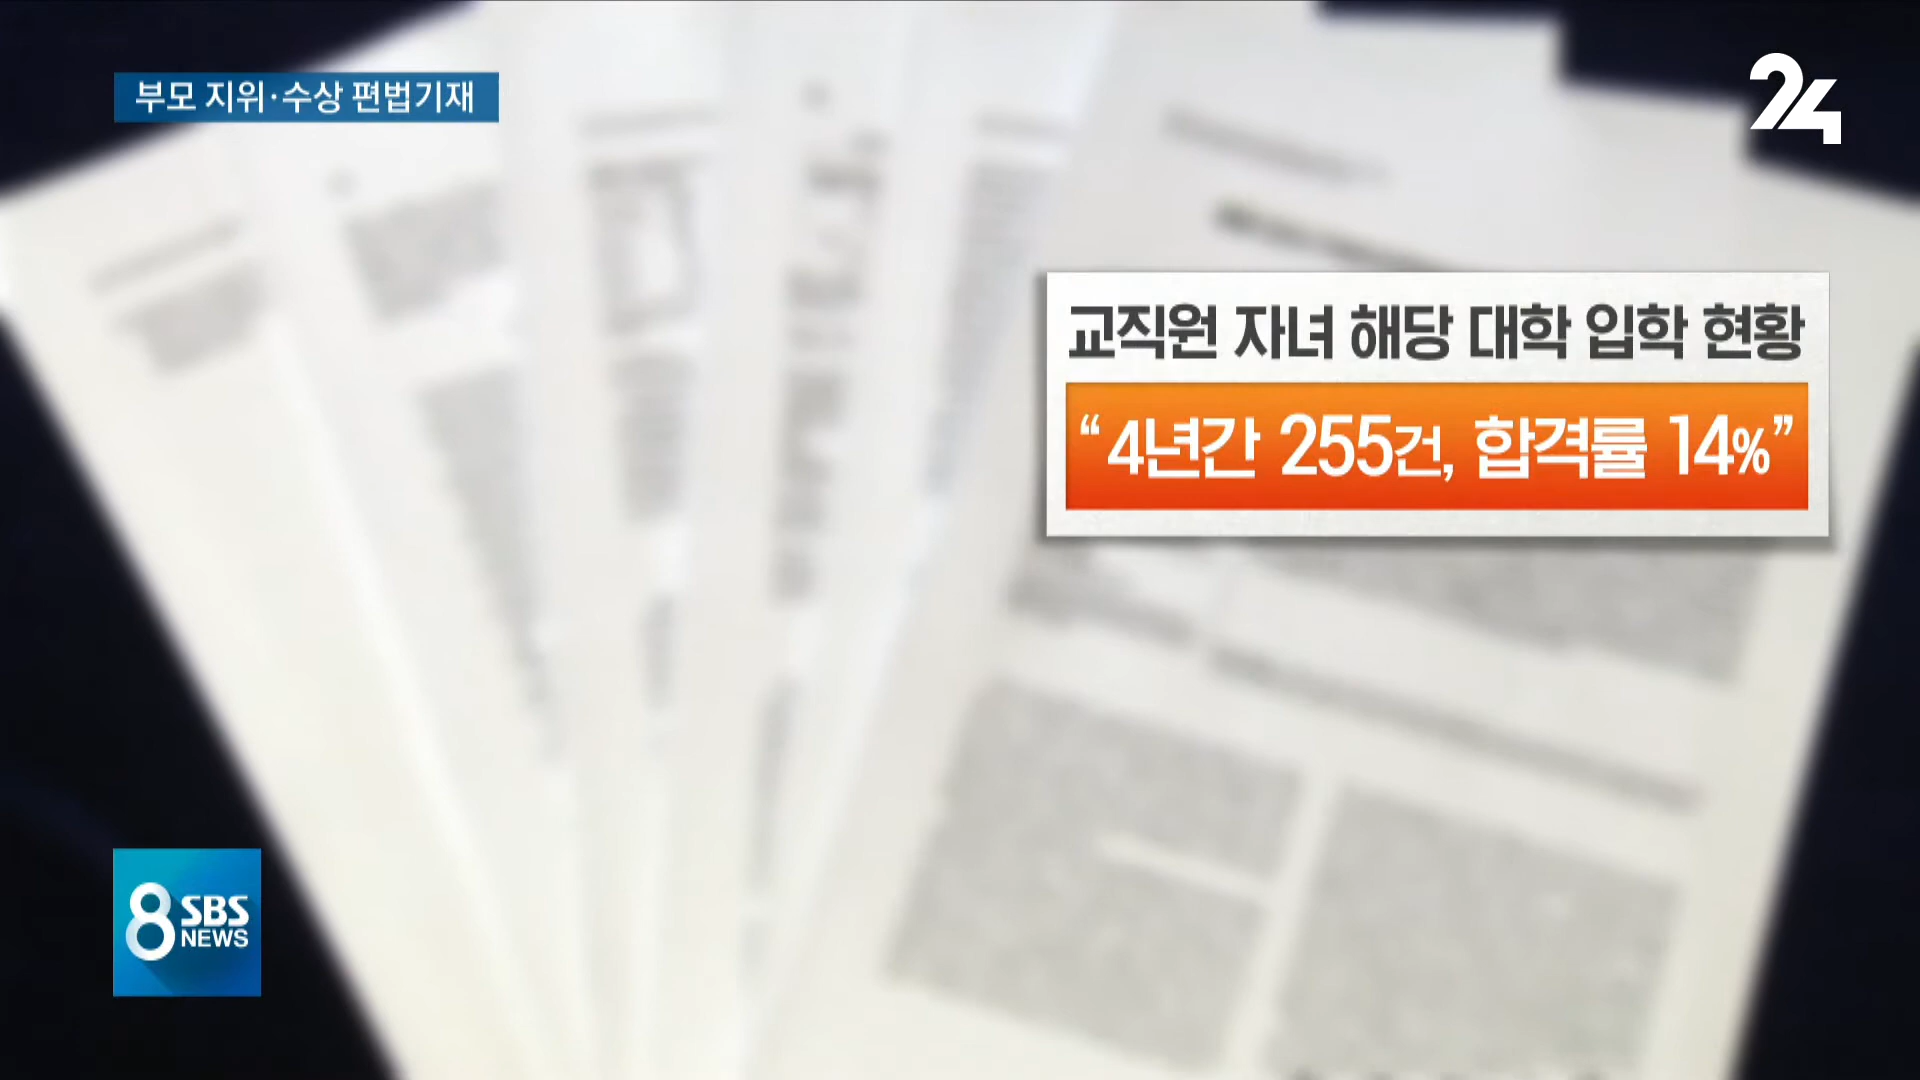 부모 지위·수상 편법기재
24
교직원 자녀 해당 대학 입학 현황
“4년간 255건, 합격률 14%”
8 SBS
NEWS